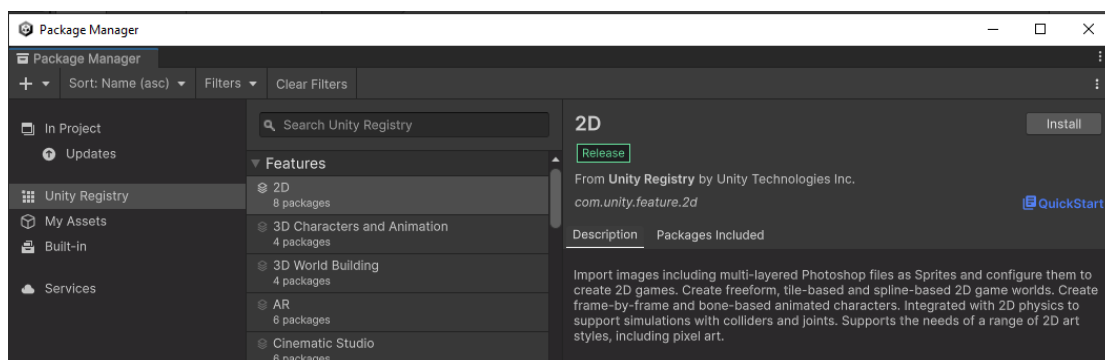 Package Manager
Package Manager
+ Sort: Name (asc) Filters Clear Filters
In Project
Updates
Unity Registry
My Assets
Built-in
Services
Search Unity Registry
Features
2D
8 packages
3D Characters and Animation
4 packages
3D World Building
4 packages
AR
6 packages
Cinematic Studio
6 packages
2D
Install
Release
From Unity Registry by Unity Technologies Inc.
com.unity.feature.2d
QuickStart
Description Packages Included
Import images including multi-layered Photoshop files as Sprites and configure them to
create 2D games. Create freeform, tile-based and spline-based 2D game worlds. Create
frame-by-frame and bone-based animated characters. Integrated with 2D physics to
support simulations with colliders and joints. Supports the needs of a range of 2D art
styles, including pixel art.